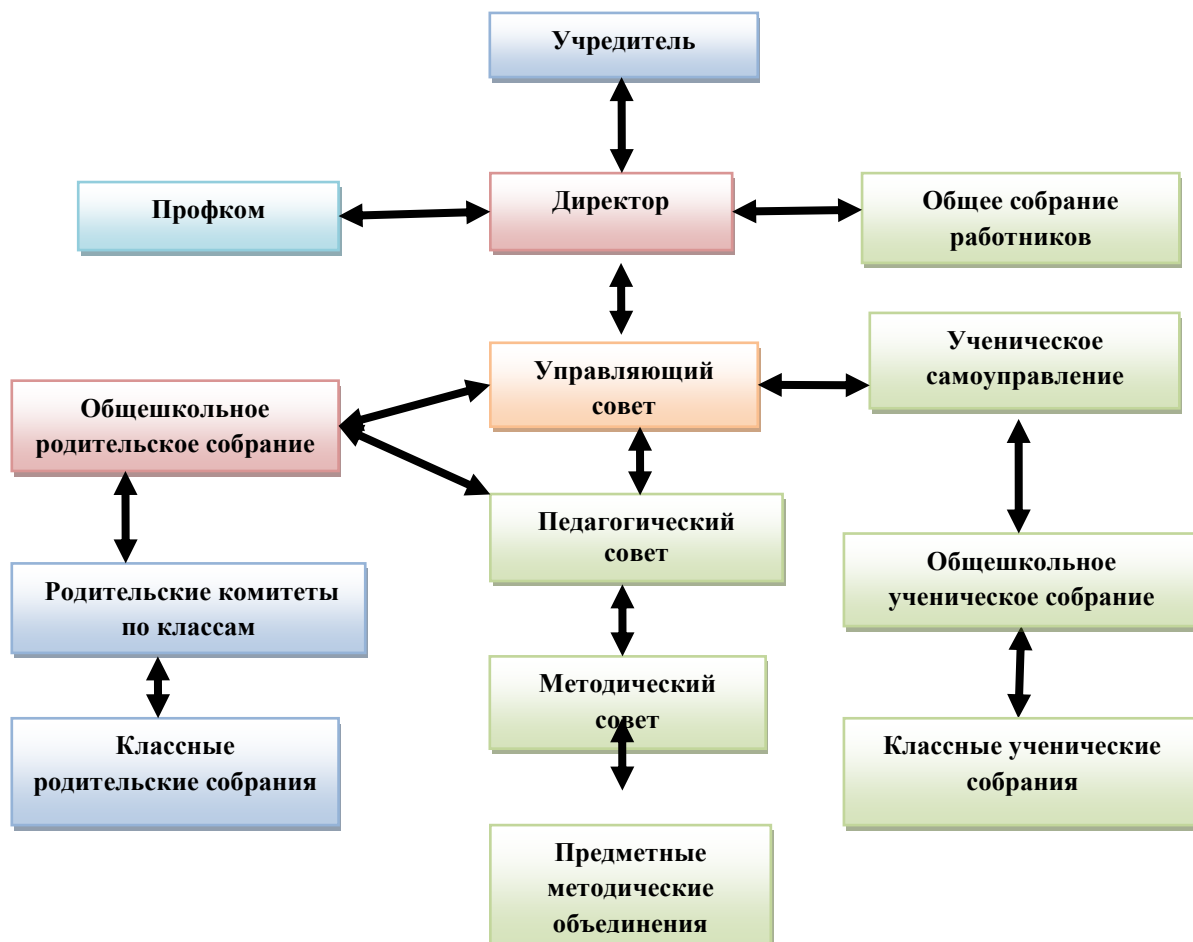 Учредитель
Профком
Директор
Общее собрание
работников
Управляющий
совет
Ученическое
самоуправление
Общешкольное
родительское собрание
Педагогический
совет
Родительские комитеты
по классам
Общешкольное
ученическое собрание
Методический
совет
Классные
родительские собрания
Классные ученические
собрания
Предметные
методические
объединения